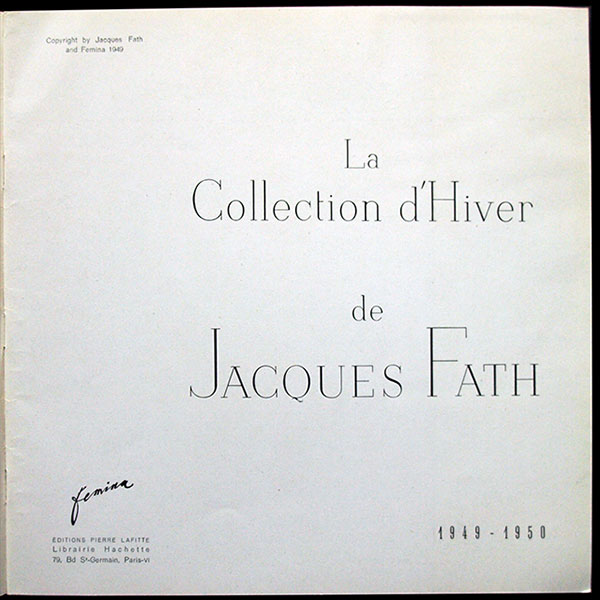 Copyright by Jacques Fath
and Femina 1949
La
Collection d'Hiver
de
JACQUES FATH
femina
ÉDITIONS PIERRE LAFITTE
Librairie Hachette
79, Bd St-Germain, Paris-VI
1949 - 1950